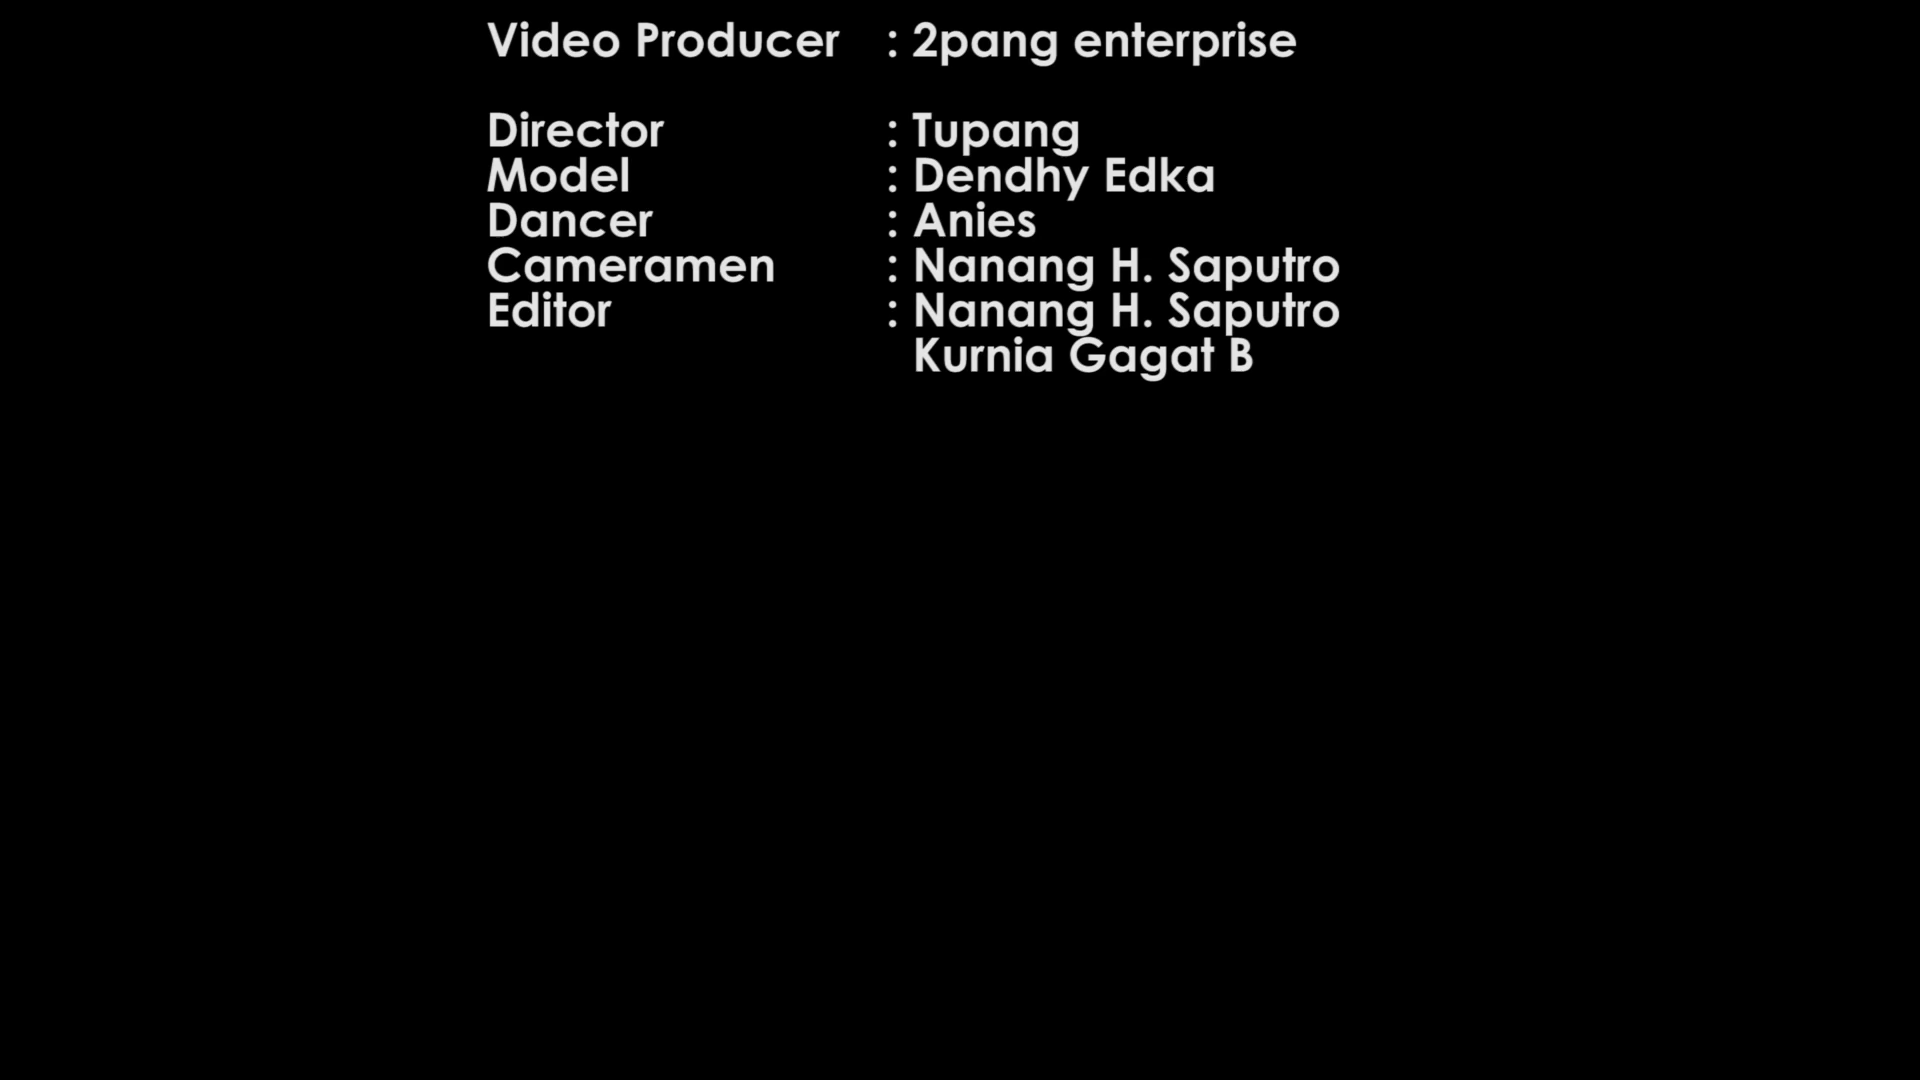 Video Producer : 2pang enterprise
Director : Tupang
Model : Dendhy Edka
Dancer : Anies
Cameramen : Nanang H. Saputro
Editor : Nanang H. Saputro
Kurnia Gagat B